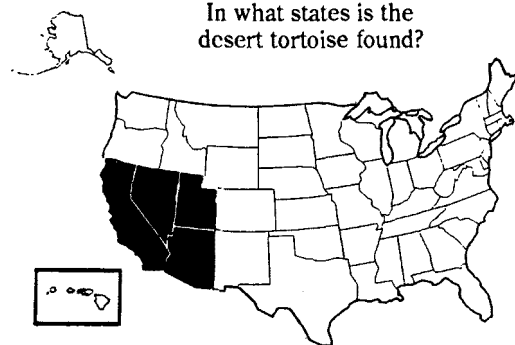 In what states is the
desert tortoise found?